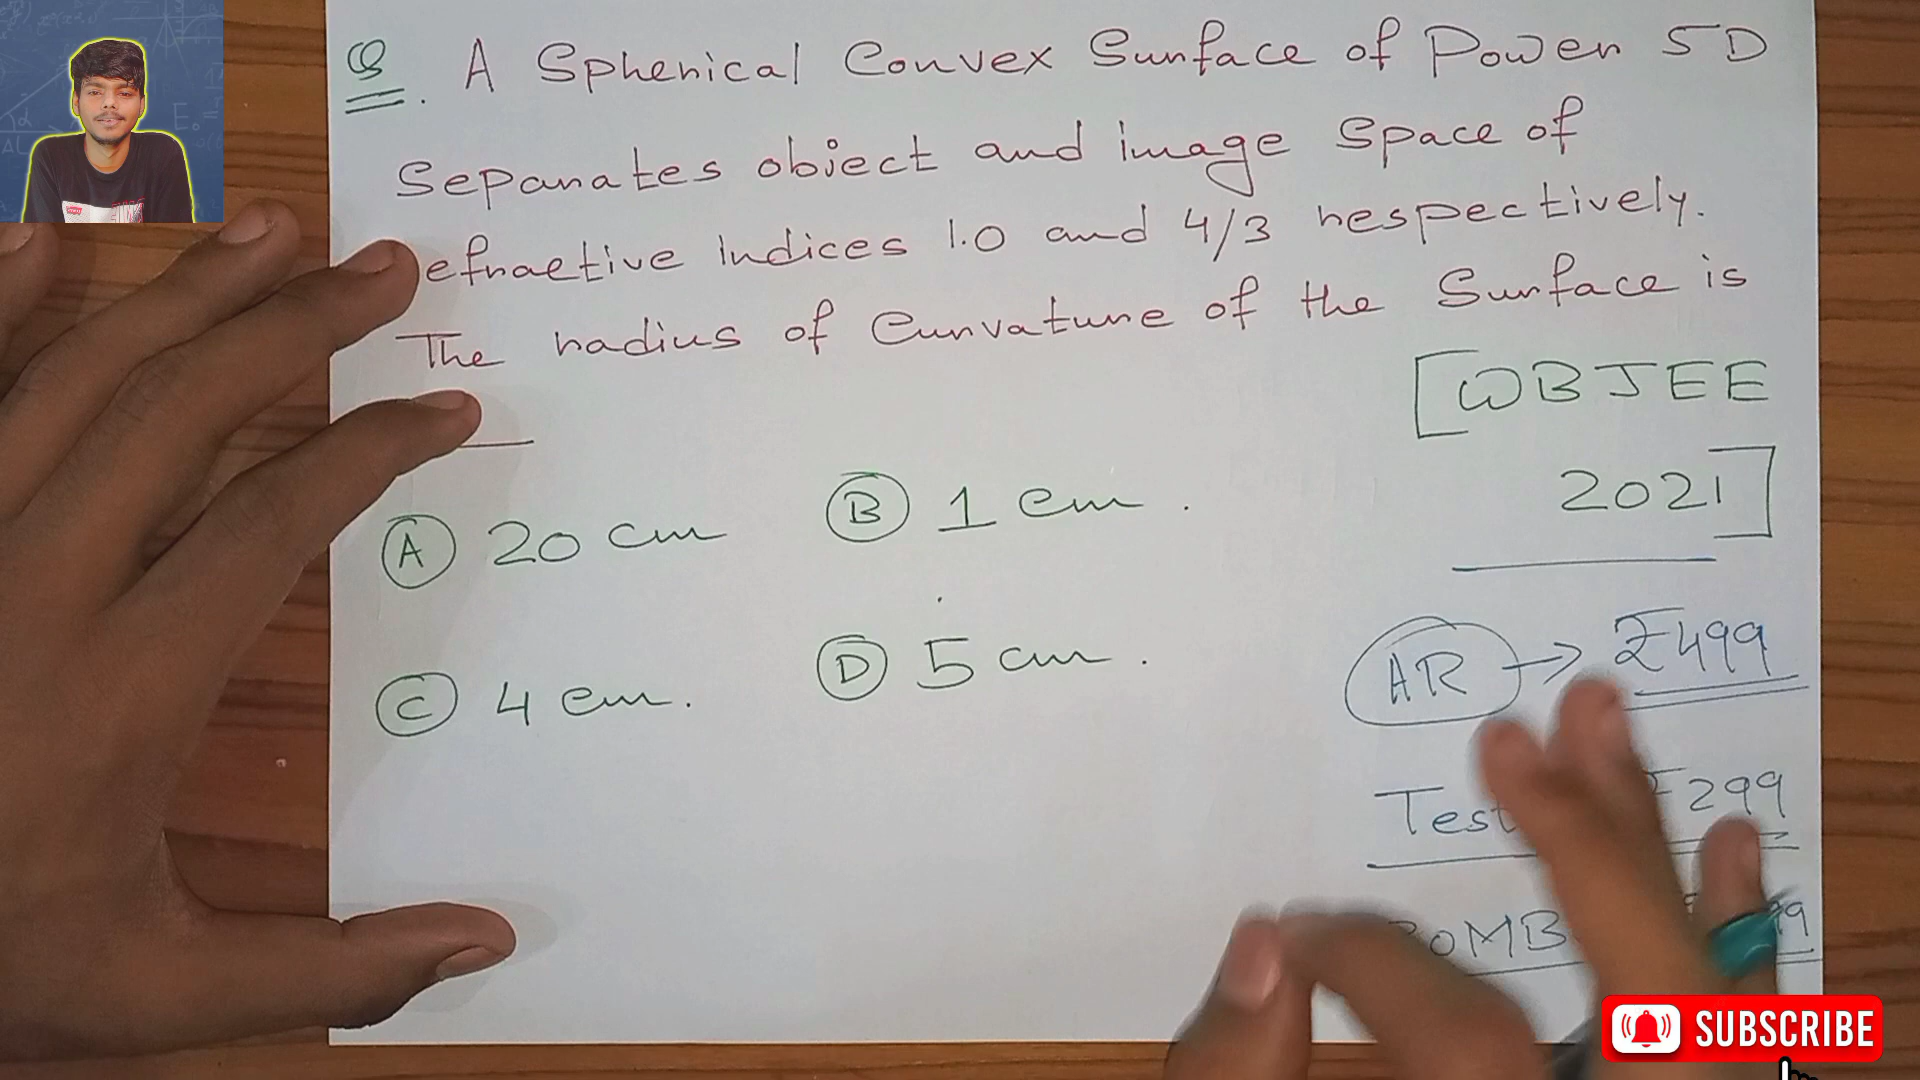 Q. A Spherical Convex Surface of Power 5D
Separates object and image space of
refractive Indices 1.0 and 4/3 respectively.
The radius of Curvature of the Surface is
[WBJEE
2021]
(A) 20 cm (B) 1 cm.
(C) 4 cm. (D) 5 cm.
AR → ₹499
Test ₹299
SUBSCRIBE